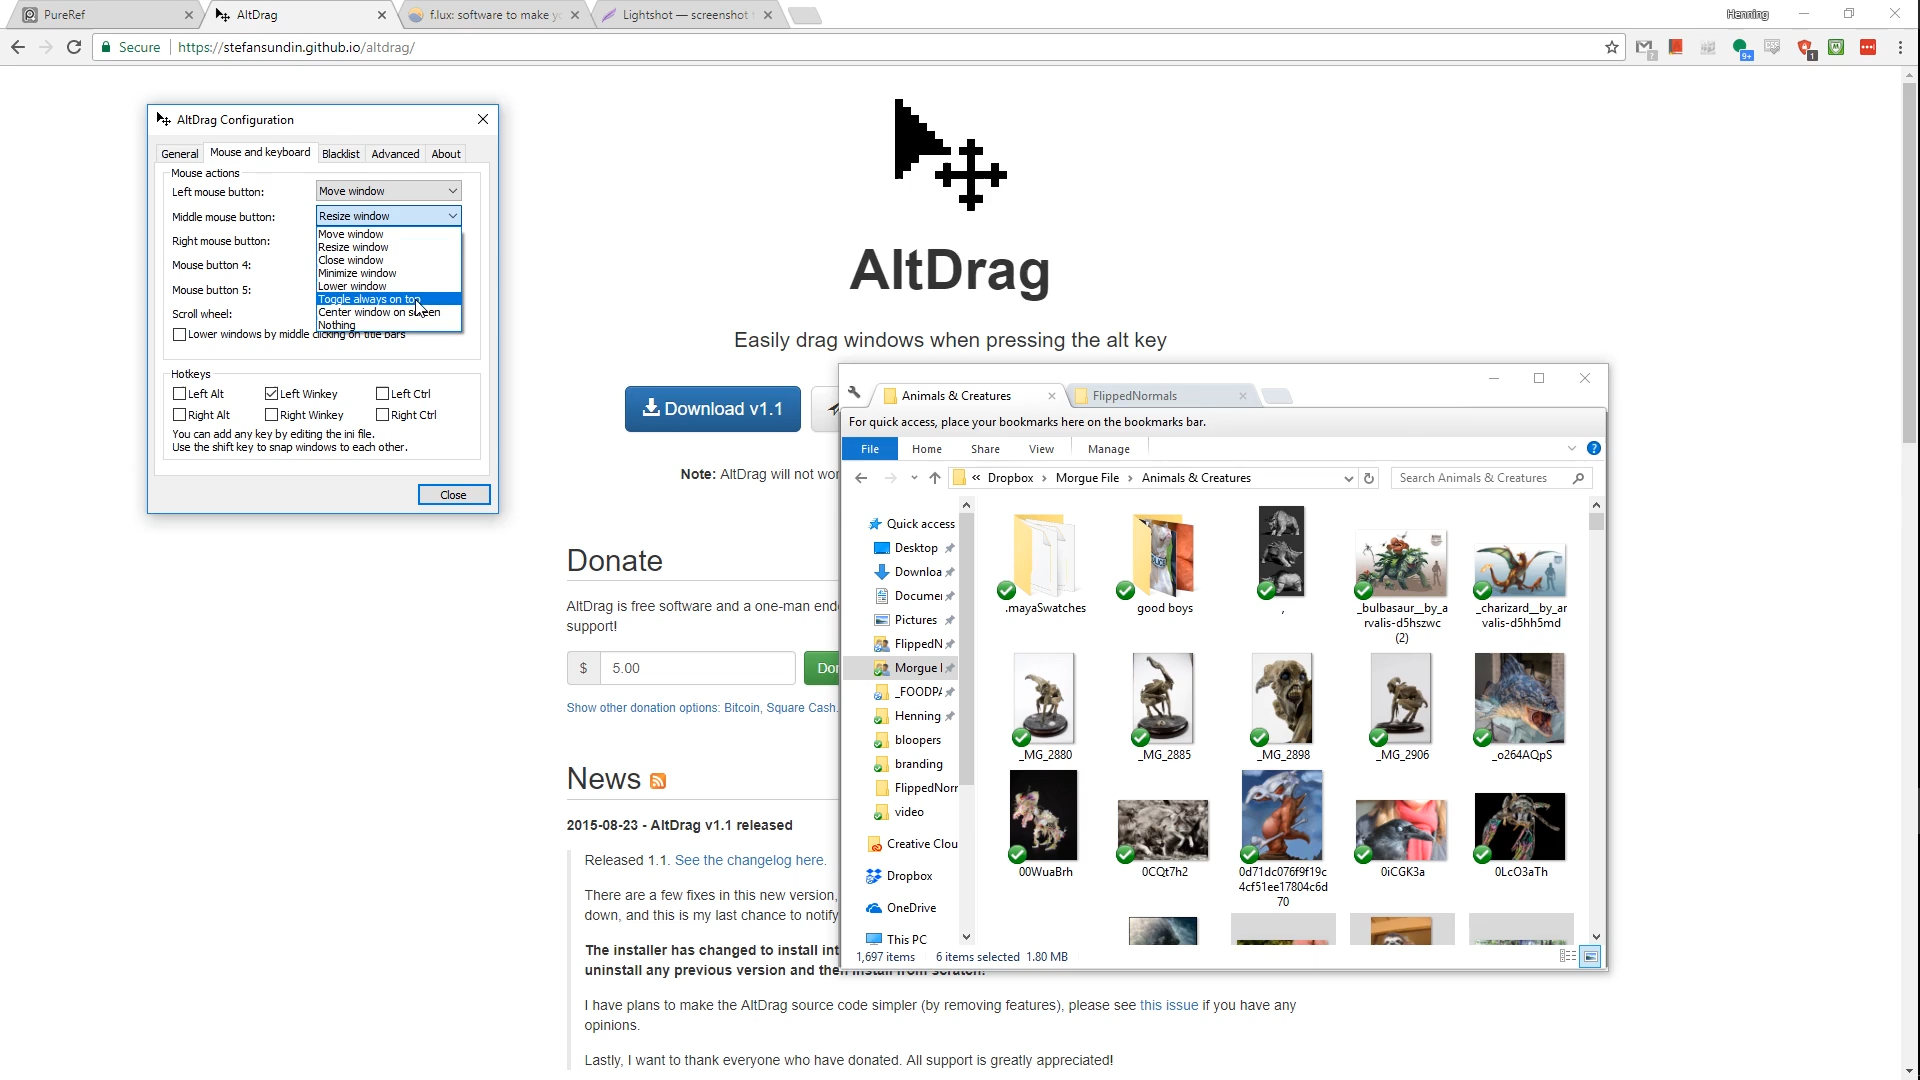 PureRef
AltDrag
f.lux: software to make yo
Lightshot — screenshot
Henning
Secure
https://stefansundin.github.io/altdrag/
AltDrag Configuration
General
Mouse and keyboard
Blacklist
Advanced
About
Mouse actions
Left mouse button:
Move window
Middle mouse button:
Resize window
Right mouse button:
Mouse button 4:
Mouse button 5:
Scroll wheel:
Move window
Resize window
Close window
Minimize window
Lower window
Toggle always on top
Center window on screen
Nothing
Lower windows by middle clicking on title bars
Hotkeys
Left Alt
Left Winkey
Left Ctrl
Right Alt
Right Winkey
Right Ctrl
You can add any key by editing the ini file.
Use the shift key to snap windows to each other.
Close
AltDrag
Easily drag windows when pressing the alt key
Download v1.1
Note: AltDrag will not wor
Donate
AltDrag is free software and a one-man end
support!
$ 5.00
Don
Show other donation options: Bitcoin, Square Cash.
News
2015-08-23 - AltDrag v1.1 released
Released 1.1. See the changelog here.
There are a few fixes in this new version,
down, and this is my last chance to notify
The installer has changed to install int
uninstall any previous version and then install from scratch.
I have plans to make the AltDrag source code simpler (by removing features), please see this issue if you have any
opinions.
Lastly, I want to thank everyone who have donated. All support is greatly appreciated!
Animals & Creatures
FlippedNormals
For quick access, place your bookmarks here on the bookmarks bar.
File
Home
Share
View
Manage
« Dropbox › Morgue File › Animals & Creatures
Search Animals & Creatures
Quick access
Desktop
Downloa
Documer
Pictures
FlippedN
Morgue I
_FOODPA
Henning
bloopers
branding
FlippedNorr
video
Creative Clou
Dropbox
OneDrive
This PC
.mayaSwatches
good boys
,
_bulbasaur__by_a
rvalis-d5hszwc
(2)
_charizard__by_ar
valis-d5hh5md
_MG_2880
_MG_2885
_MG_2898
_MG_2906
_o264AQpS
00WuaBrh
0CQt7h2
0d71dc076f9f19c
4cf51ee17804c6d
70
0iCGK3a
0LcO3aTh
1,697 items
6 items selected 1.80 MB